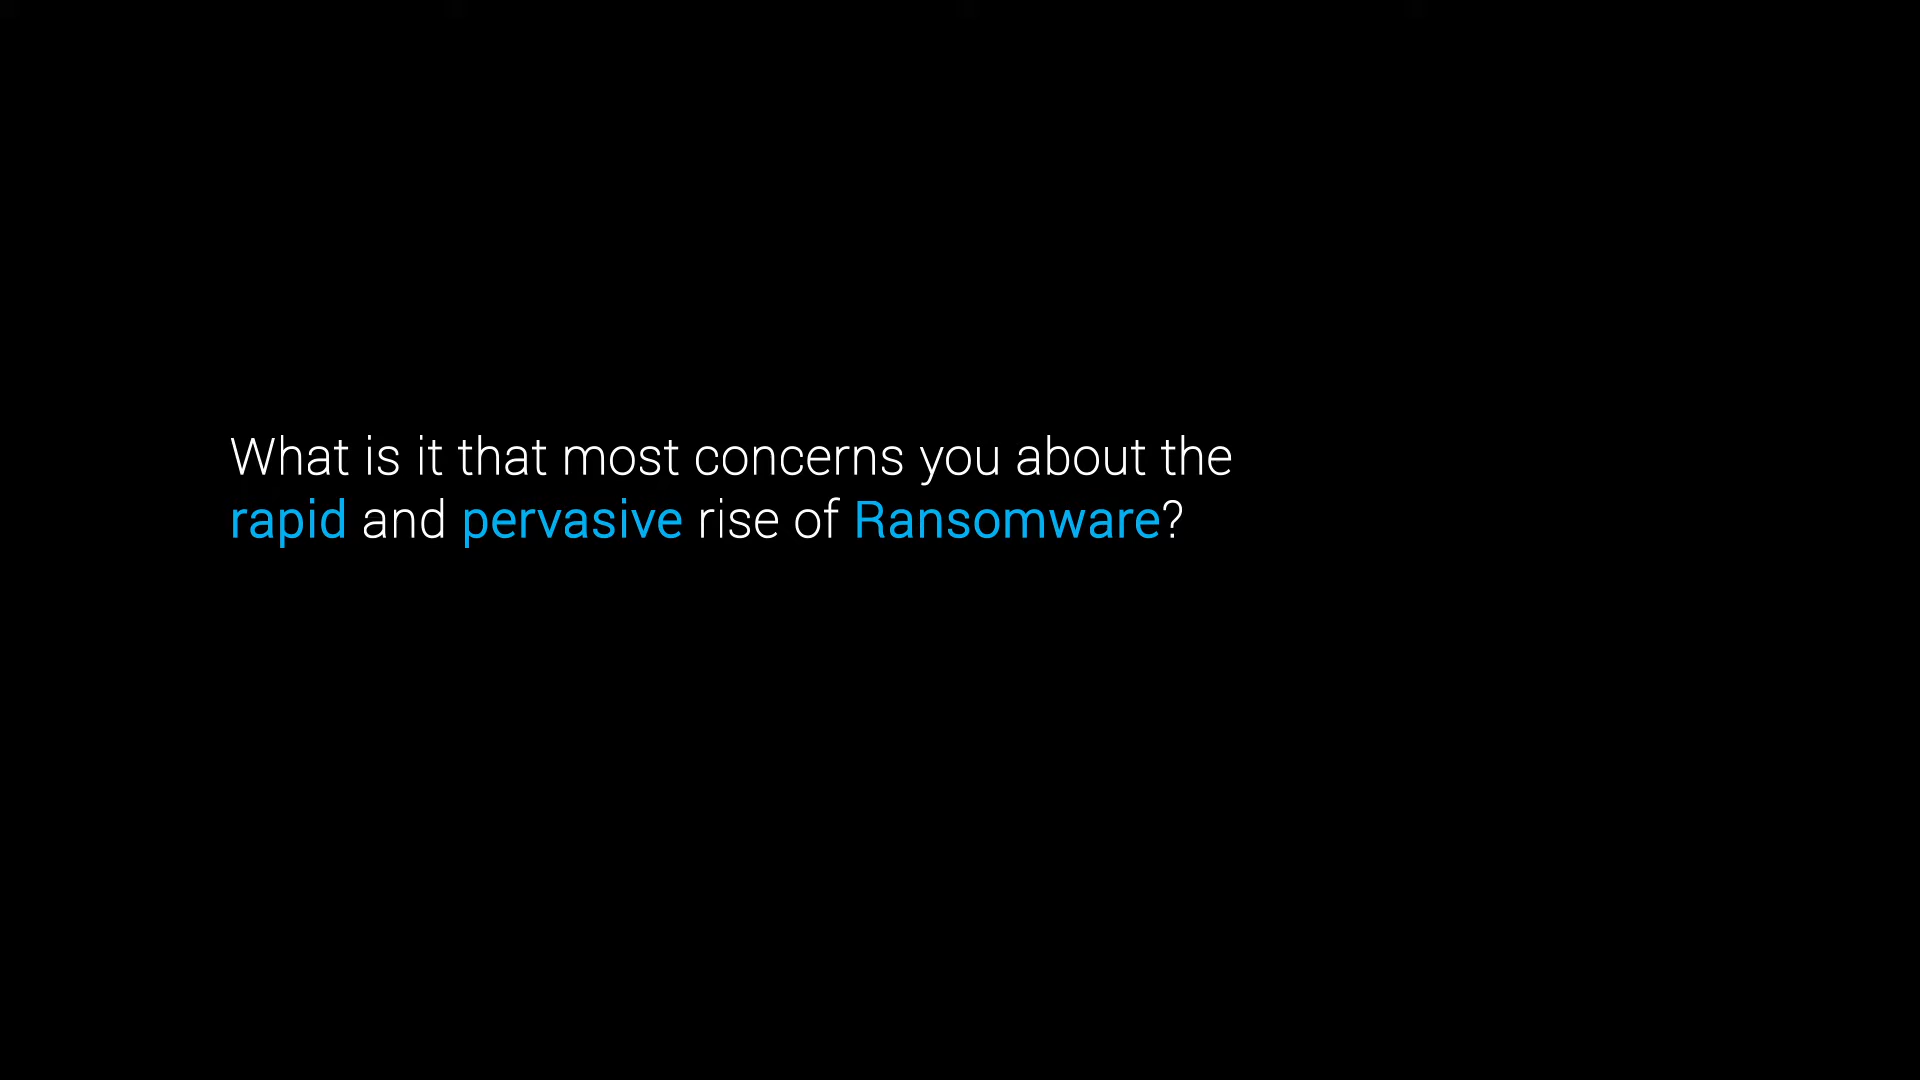 What is it that most concerns you about the
rapid and pervasive rise of Ransomware?